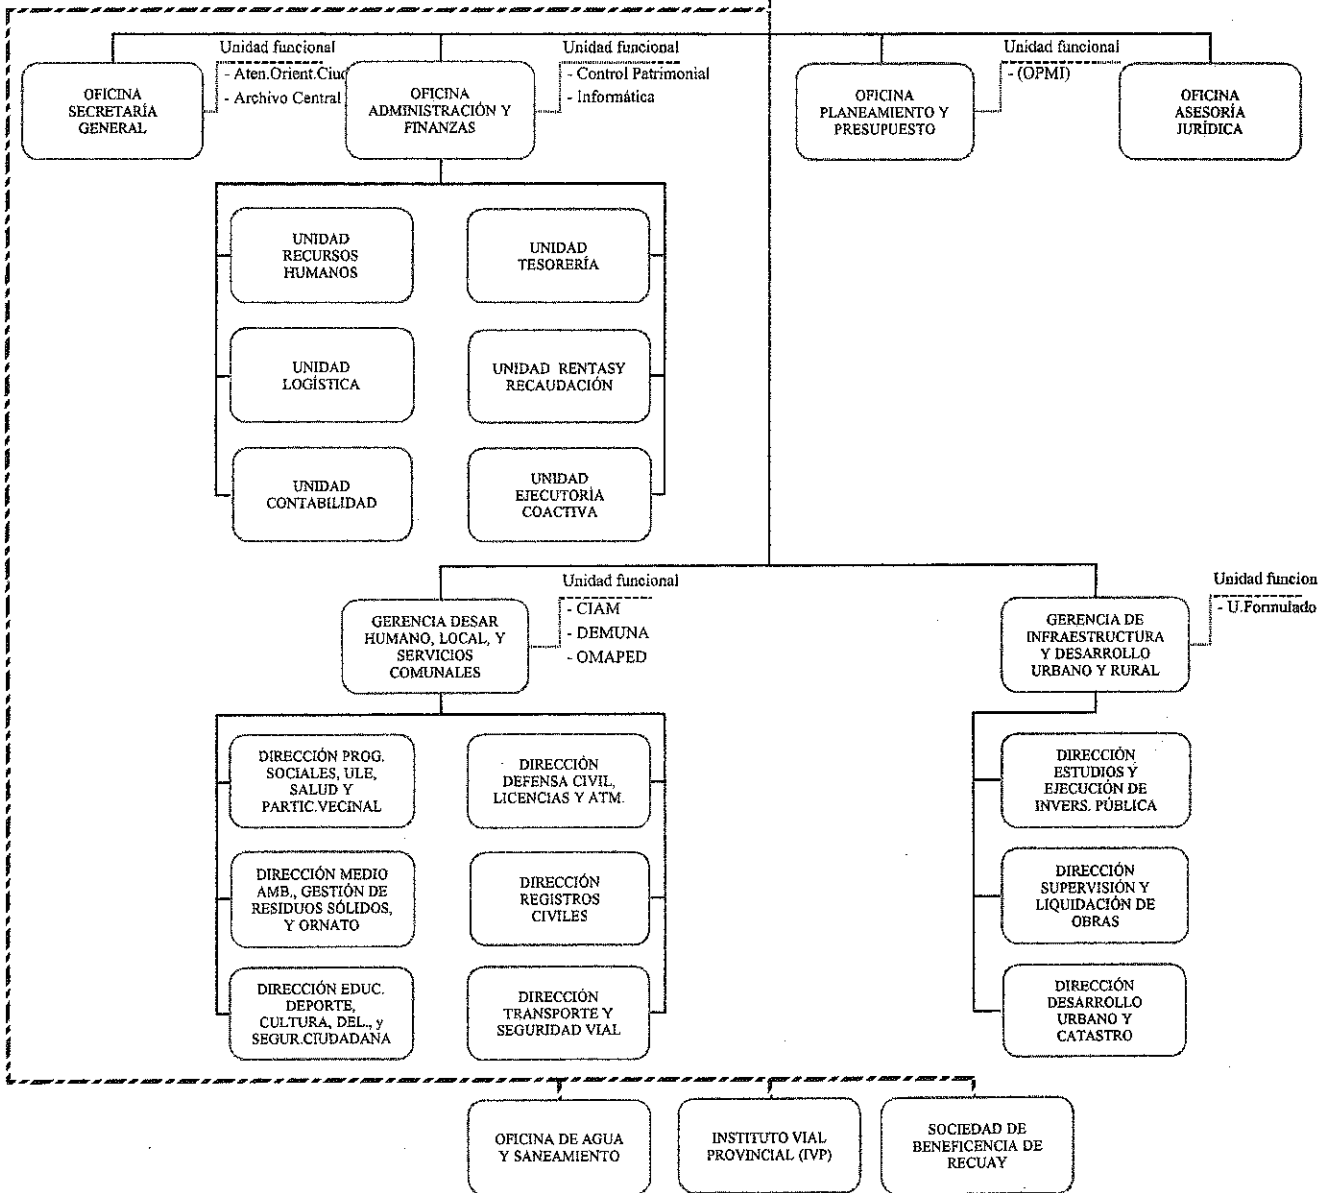 Unidad funcional
- Aten.Orient.Ciud
- Archivo Central
OFICINA
SECRETARÍA
GENERAL
Unidad funcional
- Control Patrimonial
- Informática
OFICINA
ADMINISTRACIÓN Y
FINANZAS
Unidad funcional
- (OPMI)
OFICINA
PLANEAMIENTO Y
PRESUPUESTO
OFICINA
ASESORÍA
JURÍDICA
UNIDAD
RECURSOS
HUMANOS
UNIDAD
TESORERÍA
UNIDAD
LOGÍSTICA
UNIDAD RENTASY
RECAUDACIÓN
UNIDAD
CONTABILIDAD
UNIDAD
EJECUTORÍA
COACTIVA
Unidad funcional
- CIAM
- DEMUNA
- OMAPED
GERENCIA DESAR
HUMANO, LOCAL, Y
SERVICIOS
COMUNALES
Unidad funcion
- U.Formulado
GERENCIA DE
INFRAESTRUCTURA
Y DESARROLLO
URBANO Y RURAL
DIRECCIÓN PROG.
SOCIALES, ULE,
SALUD Y
PARTIC.VECINAL
DIRECCIÓN
DEFENSA CIVIL,
LICENCIAS Y ATM.
DIRECCIÓN
ESTUDIOS Y
EJECUCIÓN DE
INVERS. PÚBLICA
DIRECCIÓN MEDIO
AMB., GESTIÓN DE
RESIDUOS SÓLIDOS,
Y ORNATO
DIRECCIÓN
REGISTROS
CIVILES
DIRECCIÓN
SUPERVISIÓN Y
LIQUIDACIÓN DE
OBRAS
DIRECCIÓN EDUC.
DEPORTE,
CULTURA, DEL., y
SEGUR.CIUDADANA
DIRECCIÓN
TRANSPORTE Y
SEGURIDAD VIAL
DIRECCIÓN
DESARROLLO
URBANO Y
CATASTRO
OFICINA DE AGUA
Y SANEAMIENTO
INSTITUTO VIAL
PROVINCIAL (IVP)
SOCIEDAD DE
BENEFICENCIA DE
RECUAY